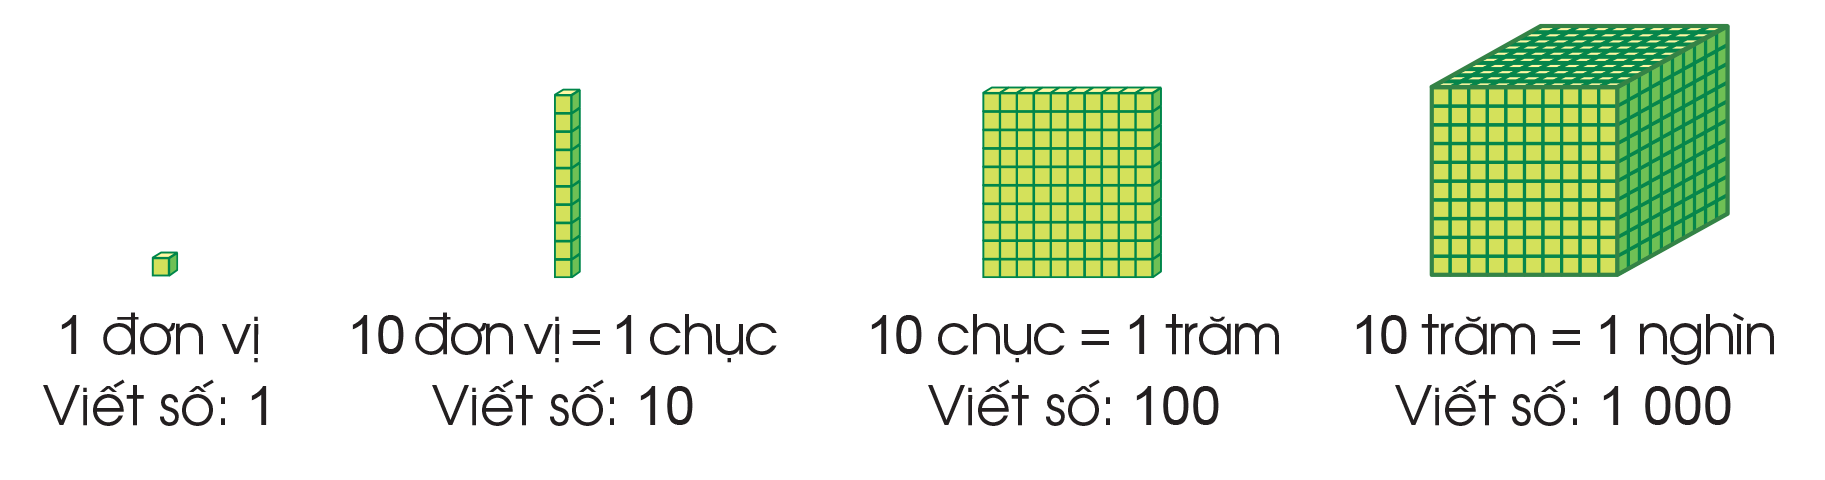 1 đơn vị
Viết số: 1
10 đơn vị = 1 chục
Viết số: 10
10 chục = 1 trăm
Viết số: 100
10 trăm = 1 nghìn
Viết số: 1 000